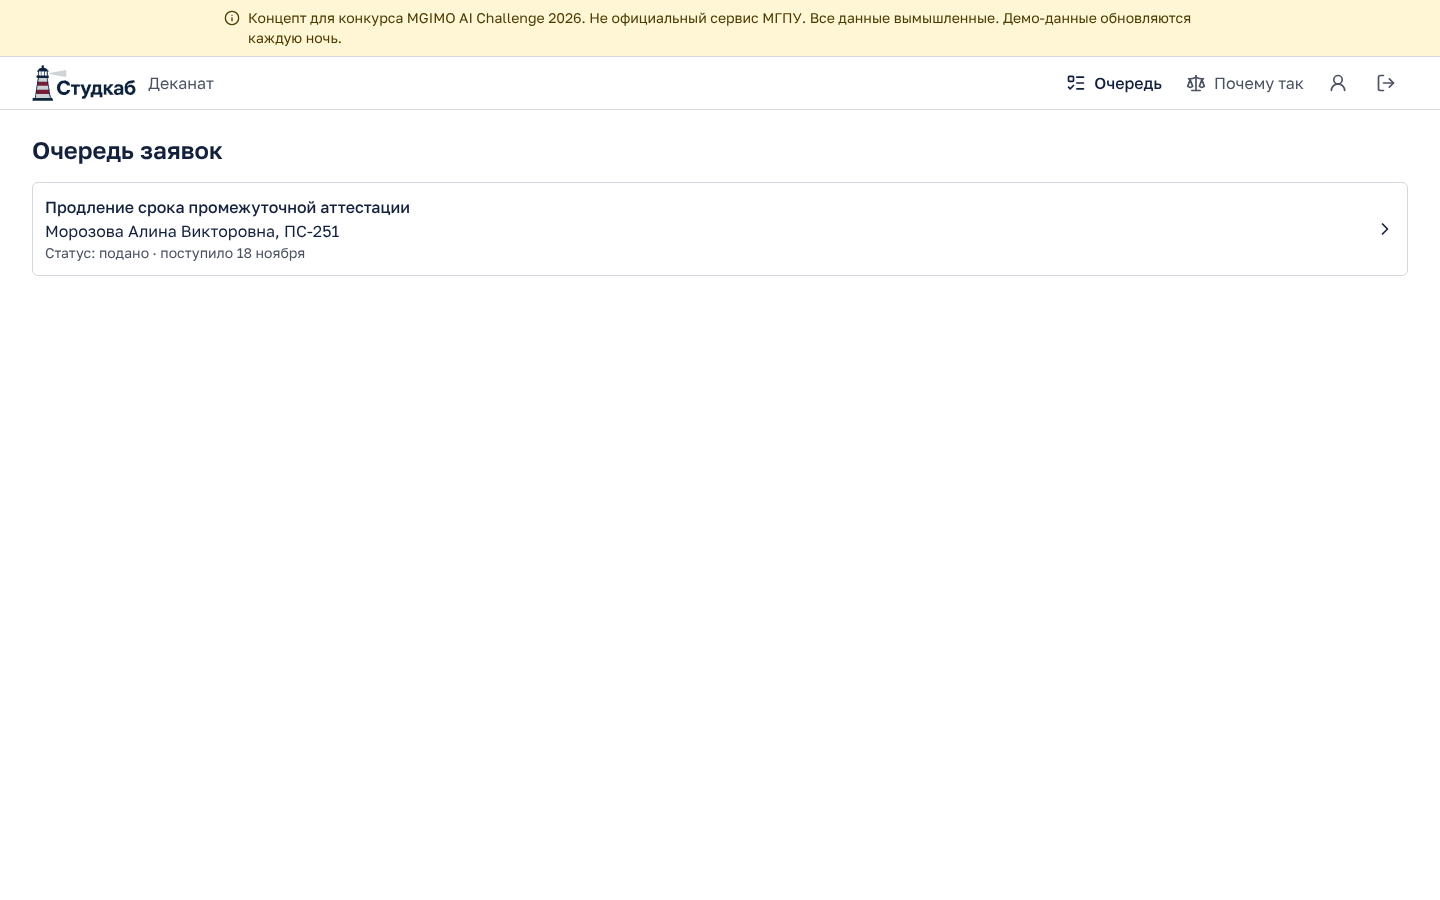 Концепт для конкурса MGIMO AI Challenge 2026. Не официальный сервис МГПУ. Все данные вымышленные. Демо-данные обновляются
каждую ночь.
Студкаб Деканат Очередь Почему так
Очередь заявок
Продление срока промежуточной аттестации
Морозова Алина Викторовна, ПС-251
Статус: подано · поступило 18 ноября